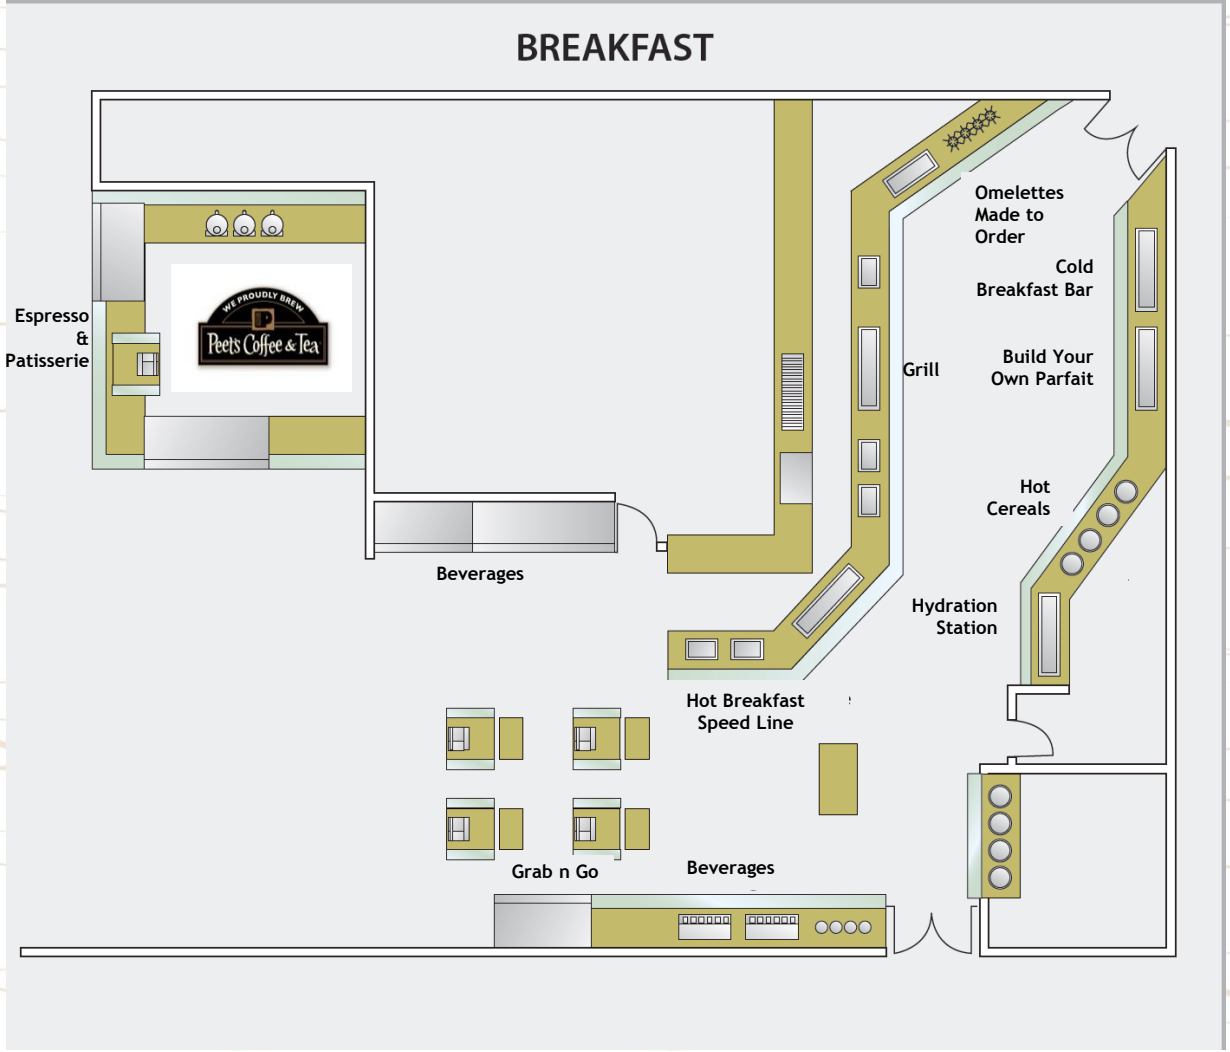 BREAKFAST
Omelettes
Made to
Order
Cold
Breakfast Bar
Espresso
&
Patisserie
WE PROUDLY BREW
Peet's Coffee & Tea
Grill
Build Your
Own Parfait
Hot
Cereals
Beverages
Hydration
Station
Hot Breakfast
Speed Line
Grab n Go
Beverages